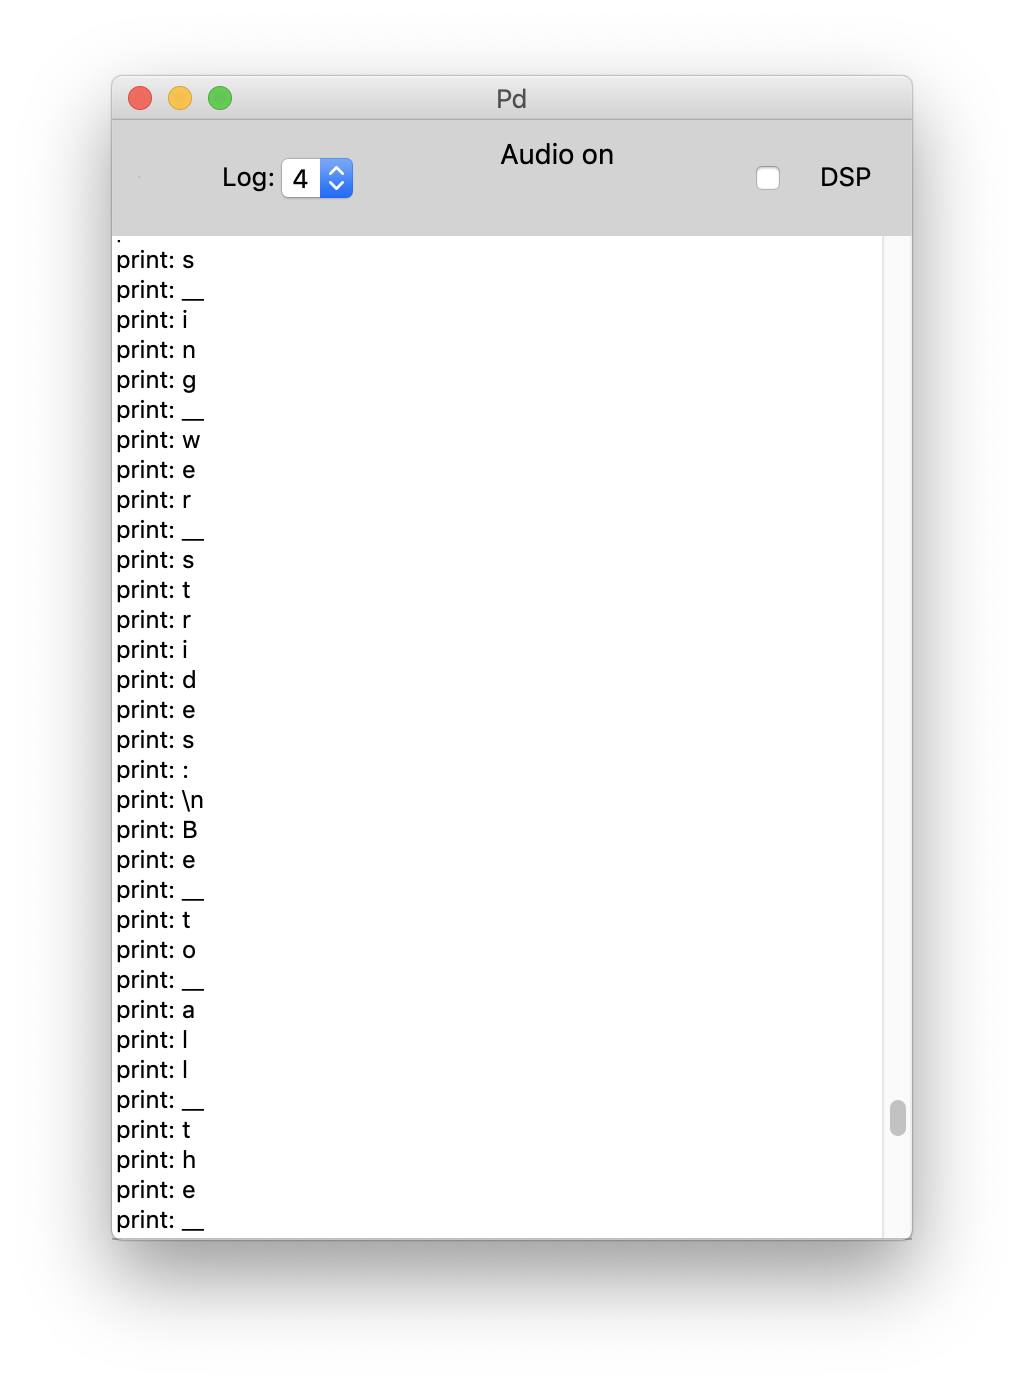 Pd
Audio on
Log: 4
DSP
print: s
print: __
print: i
print: n
print: g
print: __
print: w
print: e
print: r
print: __
print: s
print: t
print: r
print: i
print: d
print: e
print: s
print: :
print: \n
print: B
print: e
print: __
print: t
print: o
print: __
print: a
print: l
print: l
print: __
print: t
print: h
print: e
print: __